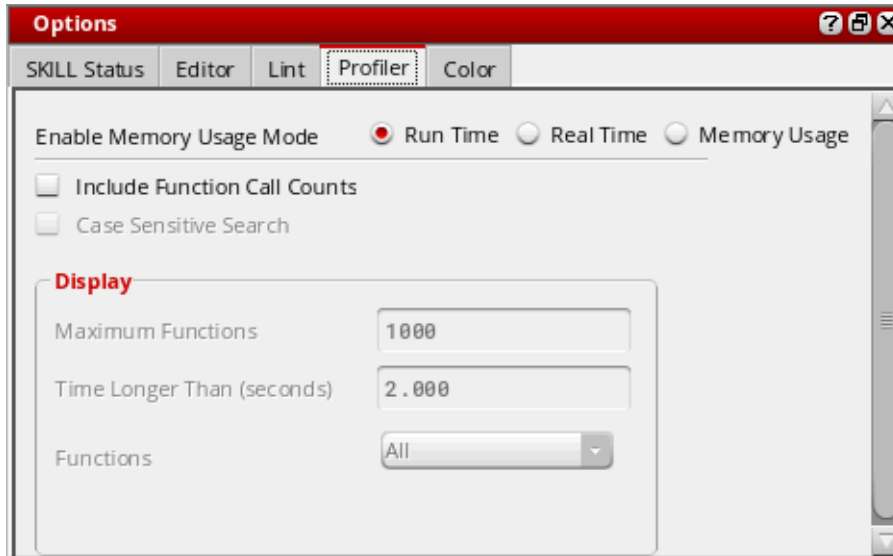 Options
SKILL Status Editor Lint Profiler Color
Enable Memory Usage Mode Run Time Real Time Memory Usage
Include Function Call Counts
Case Sensitive Search
Display
Maximum Functions 1000
Time Longer Than (seconds) 2.000
Functions All